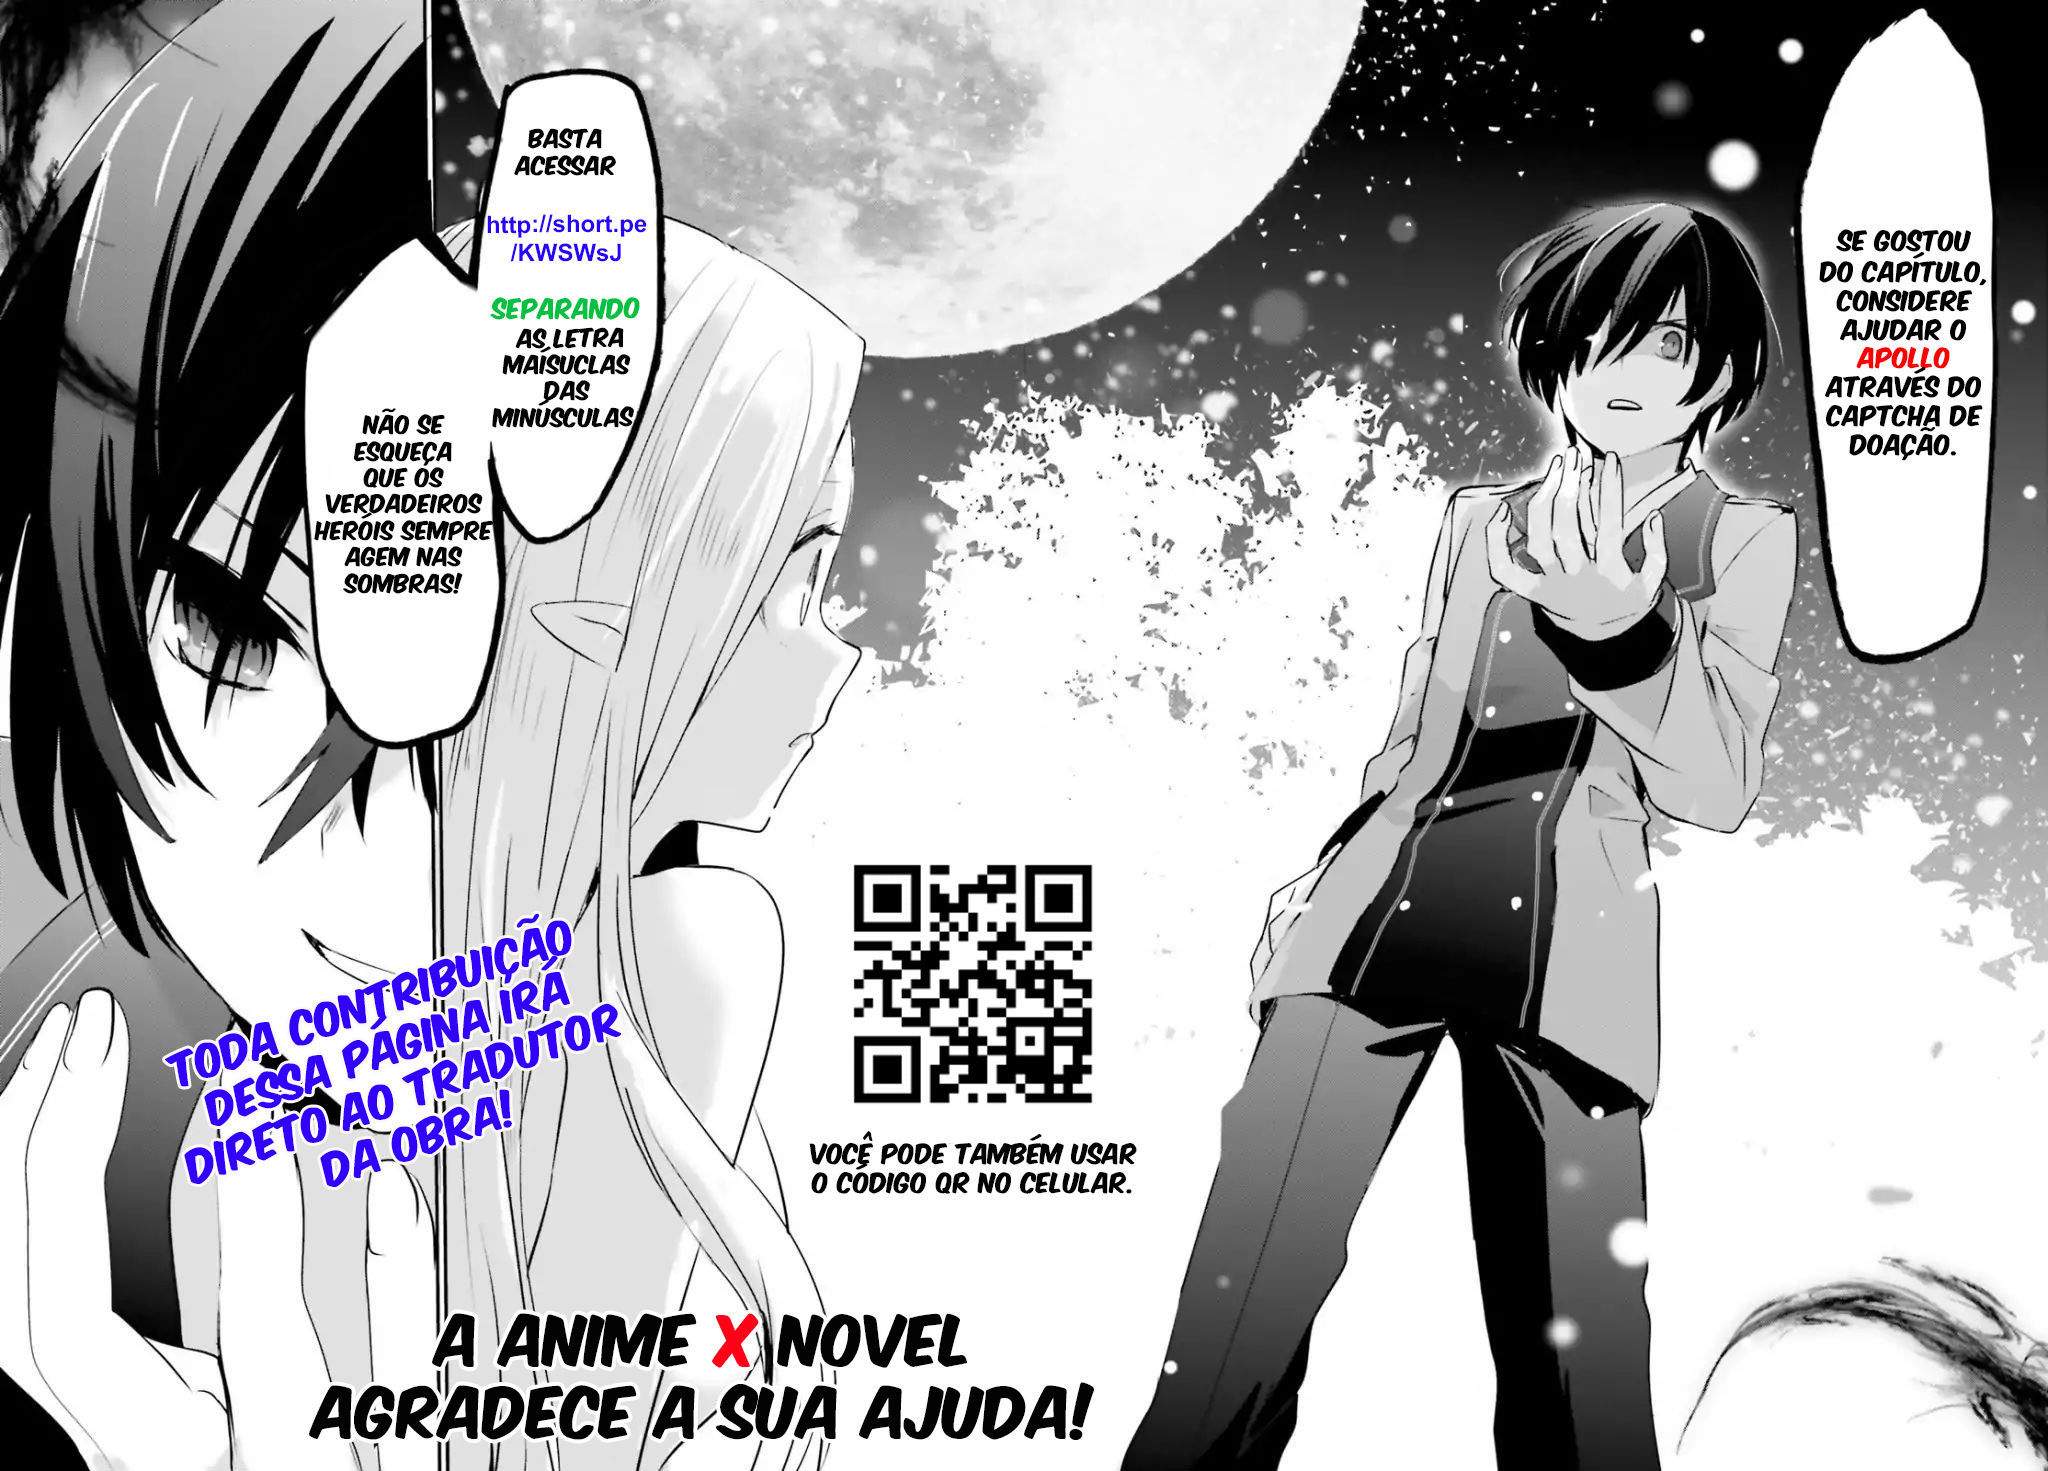 SE GOSTOU
DO CAPÍTULO,
CONSIDERE
AJUDAR O
APOLLO
ATRAVÉS DO
CAPTCHA DE
DOAÇÃO.
BASTA
ACESSAR
http://short.pe
/KWSWsJ
SEPARANDO
AS LETRA
MAÍSUCLAS
DAS
MINÚSCULAS
NÃO SE
ESQUEÇA
QUE OS
VERDADEIROS
HERÓIS SEMPRE
AGEM NAS
SOMBRAS!
TODA CONTRIBUIÇÃO
DESSA PÁGINA IRÁ
DIRETO AO TRADUTOR
DA OBRA!
VOCÊ PODE TAMBÉM USAR
O CÓDIGO QR NO CELULAR.
A ANIME X NOVEL
AGRADECE A SUA AJUDA!